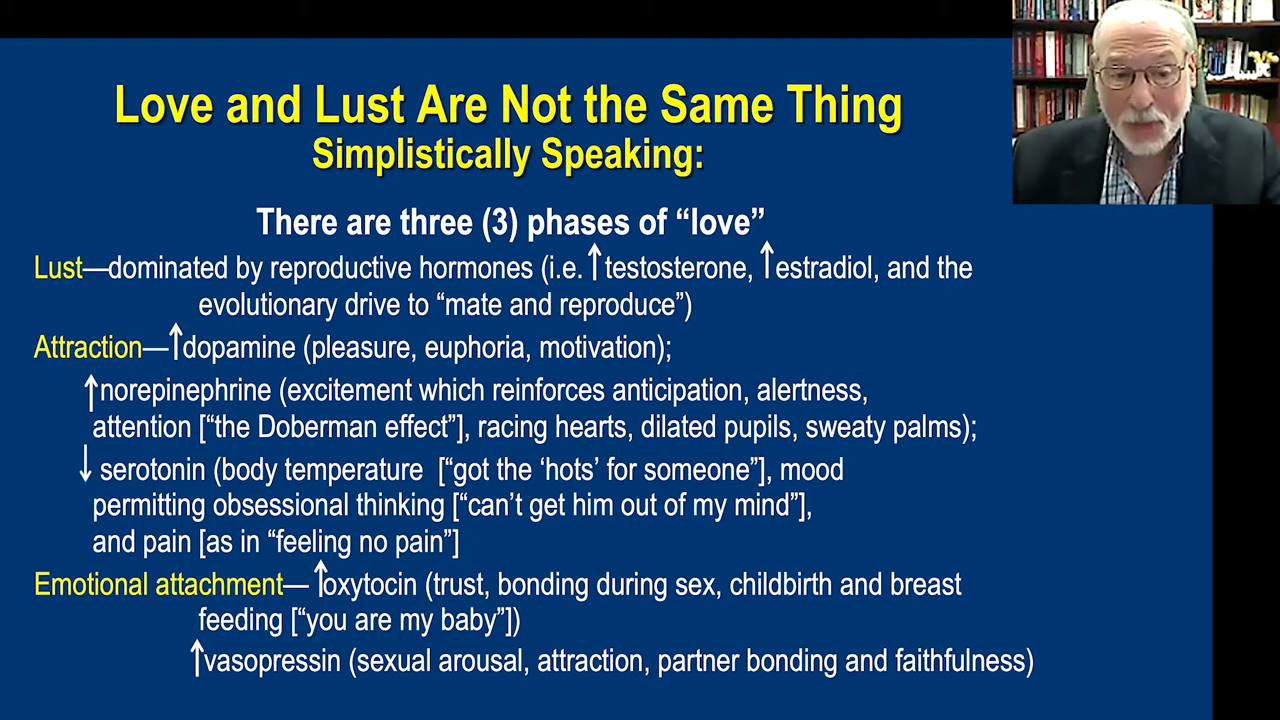 Love and Lust Are Not the Same Thing
Simplistically Speaking:
There are three (3) phases of “love”
Lust—dominated by reproductive hormones (i.e. ↑testosterone, ↑estradiol, and the
evolutionary drive to “mate and reproduce”)
Attraction—↑dopamine (pleasure, euphoria, motivation);
↑norepinephrine (excitement which reinforces anticipation, alertness,
attention [“the Doberman effect”], racing hearts, dilated pupils, sweaty palms);
↓ serotonin (body temperature [“got the ‘hots’ for someone”], mood
permitting obsessional thinking [“can’t get him out of my mind”],
and pain [as in “feeling no pain”]
Emotional attachment— ↑oxytocin (trust, bonding during sex, childbirth and breast
feeding [“you are my baby”])
↑vasopressin (sexual arousal, attraction, partner bonding and faithfulness)